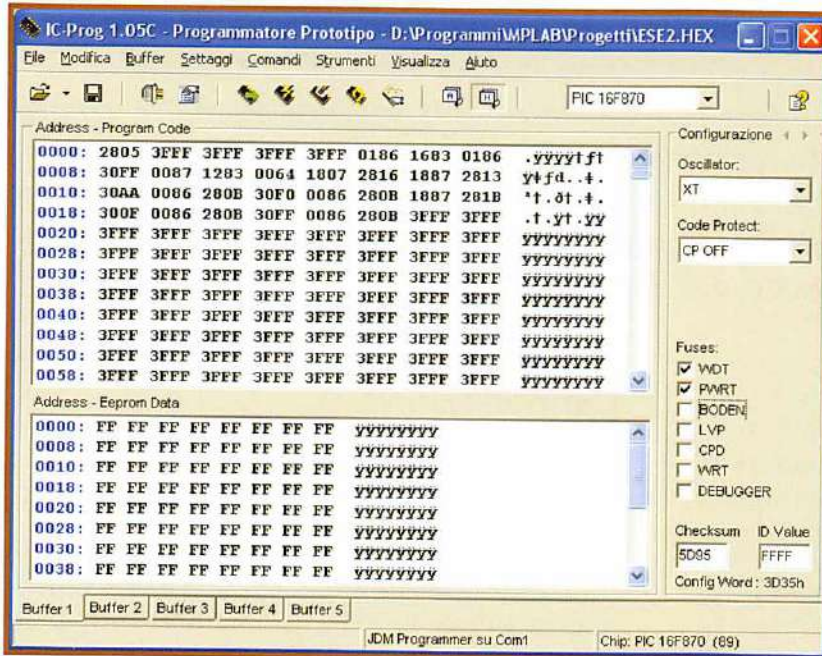 IC-Prog 1.05C - Programmatore Prototipo - D:\Programmi\MPLAB\Progetti\ESE2.HEX
File Modifica Buffer Settaggi Comandi Strumenti Visualizza Aiuto
PIC 16F870
Address - Program Code
0000: 2805 3FFF 3FFF 3FFF 3FFF 0186 1683 0186 .ÿÿÿÿ†ƒ†
0008: 30FF 0087 1283 0064 1807 2816 1887 2813 ÿ‡ƒd..‡.
0010: 30AA 0086 280B 30F0 0086 280B 1887 281B ª†.ð†.‡.
0018: 300F 0086 280B 30FF 0086 280B 3FFF 3FFF .†.ÿ†.ÿÿ
0020: 3FFF 3FFF 3FFF 3FFF 3FFF 3FFF 3FFF 3FFF ÿÿÿÿÿÿÿÿ
0028: 3FFF 3FFF 3FFF 3FFF 3FFF 3FFF 3FFF 3FFF ÿÿÿÿÿÿÿÿ
0030: 3FFF 3FFF 3FFF 3FFF 3FFF 3FFF 3FFF 3FFF ÿÿÿÿÿÿÿÿ
0038: 3FFF 3FFF 3FFF 3FFF 3FFF 3FFF 3FFF 3FFF ÿÿÿÿÿÿÿÿ
0040: 3FFF 3FFF 3FFF 3FFF 3FFF 3FFF 3FFF 3FFF ÿÿÿÿÿÿÿÿ
0048: 3FFF 3FFF 3FFF 3FFF 3FFF 3FFF 3FFF 3FFF ÿÿÿÿÿÿÿÿ
0050: 3FFF 3FFF 3FFF 3FFF 3FFF 3FFF 3FFF 3FFF ÿÿÿÿÿÿÿÿ
0058: 3FFF 3FFF 3FFF 3FFF 3FFF 3FFF 3FFF 3FFF ÿÿÿÿÿÿÿÿ
Address - Eeprom Data
0000: FF FF FF FF FF FF FF FF ÿÿÿÿÿÿÿÿ
0008: FF FF FF FF FF FF FF FF ÿÿÿÿÿÿÿÿ
0010: FF FF FF FF FF FF FF FF ÿÿÿÿÿÿÿÿ
0018: FF FF FF FF FF FF FF FF ÿÿÿÿÿÿÿÿ
0020: FF FF FF FF FF FF FF FF ÿÿÿÿÿÿÿÿ
0028: FF FF FF FF FF FF FF FF ÿÿÿÿÿÿÿÿ
0030: FF FF FF FF FF FF FF FF ÿÿÿÿÿÿÿÿ
0038: FF FF FF FF FF FF FF FF ÿÿÿÿÿÿÿÿ
Configurazione
Oscillator:
XT
Code Protect:
CP OFF
Fuses:
WDT
PWRT
BODEN
LVP
CPD
WRT
DEBUGGER
Checksum ID Value
5D95 FFFF
Config Word : 3D35h
Buffer 1 Buffer 2 Buffer 3 Buffer 4 Buffer 5
JDM Programmer su Com1 Chip: PIC 16F870 (89)